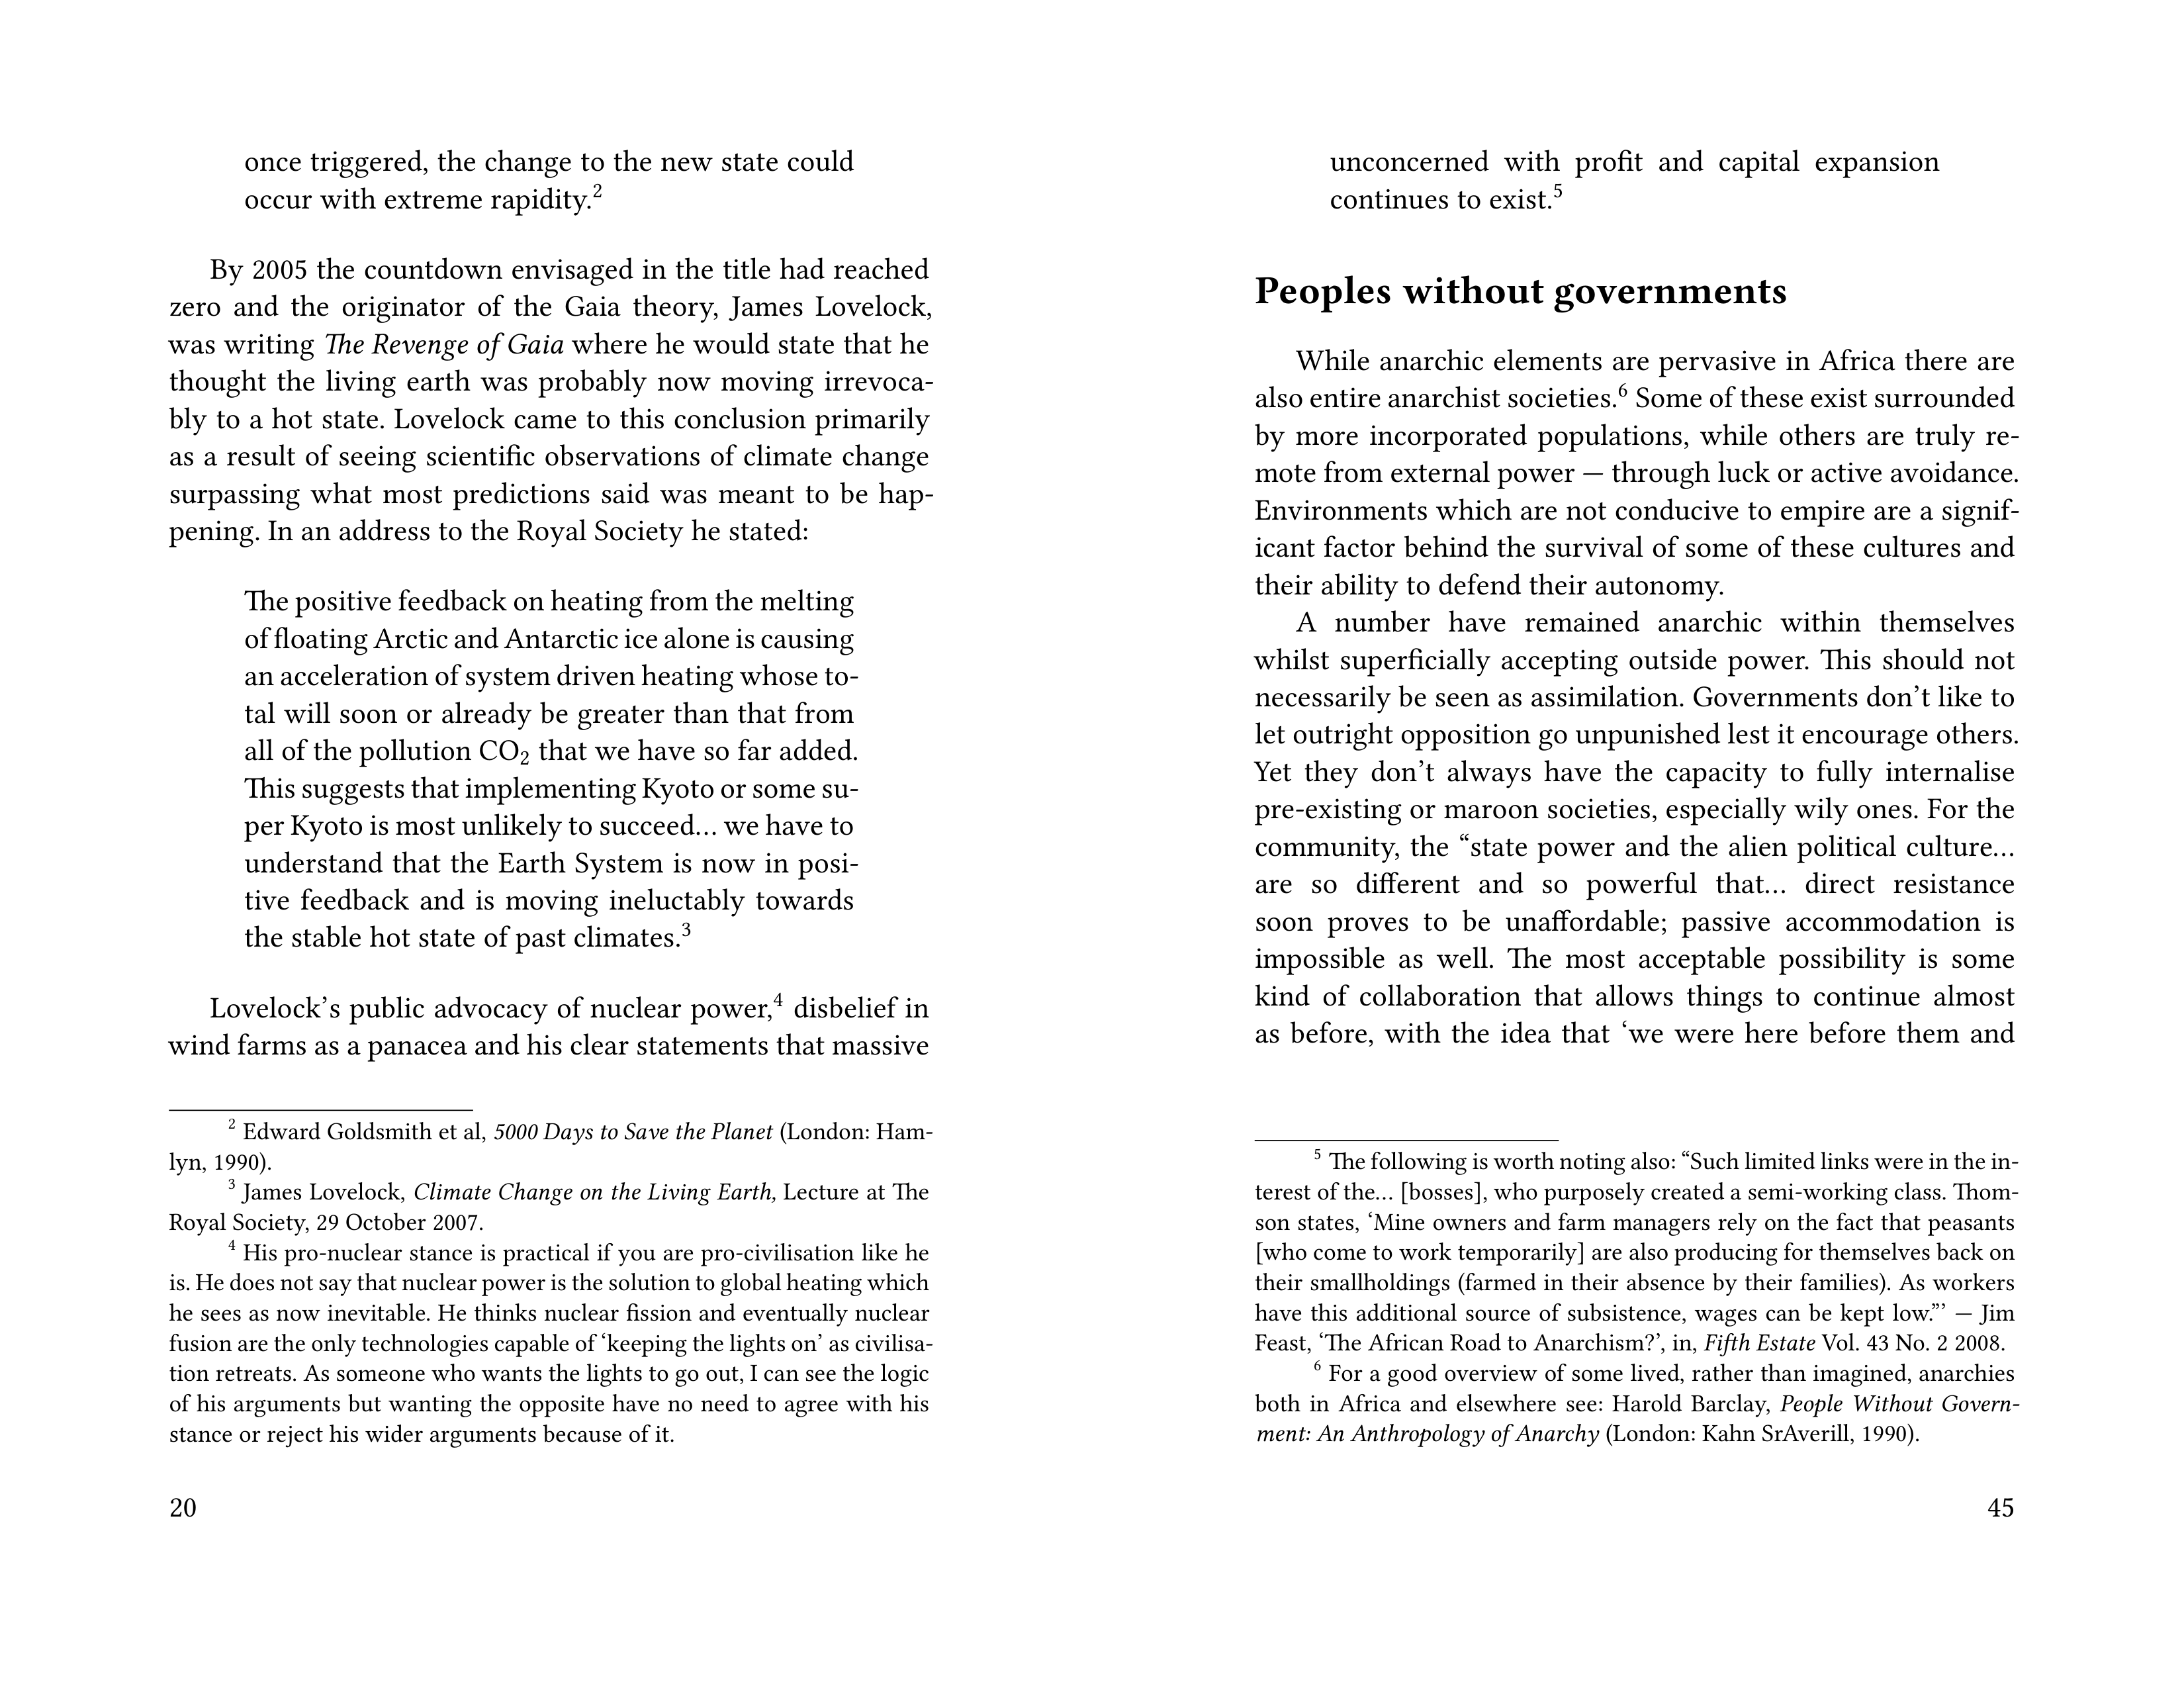 once triggered, the change to the new state could
occur with extreme rapidity.2
By 2005 the countdown envisaged in the title had reached
zero and the originator of the Gaia theory, James Lovelock,
was writing The Revenge of Gaia where he would state that he
thought the living earth was probably now moving irrevoca-
bly to a hot state. Lovelock came to this conclusion primarily
as a result of seeing scientific observations of climate change
surpassing what most predictions said was meant to be hap-
pening. In an address to the Royal Society he stated:
The positive feedback on heating from the melting
of floating Arctic and Antarctic ice alone is causing
an acceleration of system driven heating whose to-
tal will soon or already be greater than that from
all of the pollution CO₂ that we have so far added.
This suggests that implementing Kyoto or some su-
per Kyoto is most unlikely to succeed… we have to
understand that the Earth System is now in posi-
tive feedback and is moving ineluctably towards
the stable hot state of past climates.3
Lovelock’s public advocacy of nuclear power,4 disbelief in
wind farms as a panacea and his clear statements that massive
2 Edward Goldsmith et al, 5000 Days to Save the Planet (London: Ham-
lyn, 1990).
3 James Lovelock, Climate Change on the Living Earth, Lecture at The
Royal Society, 29 October 2007.
4 His pro-nuclear stance is practical if you are pro-civilisation like he
is. He does not say that nuclear power is the solution to global heating which
he sees as now inevitable. He thinks nuclear fission and eventually nuclear
fusion are the only technologies capable of ‘keeping the lights on’ as civilisa-
tion retreats. As someone who wants the lights to go out, I can see the logic
of his arguments but wanting the opposite have no need to agree with his
stance or reject his wider arguments because of it.
20
unconcerned with profit and capital expansion
continues to exist.5
Peoples without governments
While anarchic elements are pervasive in Africa there are
also entire anarchist societies.6 Some of these exist surrounded
by more incorporated populations, while others are truly re-
mote from external power — through luck or active avoidance.
Environments which are not conducive to empire are a signif-
icant factor behind the survival of some of these cultures and
their ability to defend their autonomy.
A number have remained anarchic within themselves
whilst superficially accepting outside power. This should not
necessarily be seen as assimilation. Governments don’t like to
let outright opposition go unpunished lest it encourage others.
Yet they don’t always have the capacity to fully internalise
pre-existing or maroon societies, especially wily ones. For the
community, the “state power and the alien political culture…
are so different and so powerful that… direct resistance
soon proves to be unaffordable; passive accommodation is
impossible as well. The most acceptable possibility is some
kind of collaboration that allows things to continue almost
as before, with the idea that ‘we were here before them and
5 The following is worth noting also: “Such limited links were in the in-
terest of the… [bosses], who purposely created a semi-working class. Thom-
son states, ‘Mine owners and farm managers rely on the fact that peasants
[who come to work temporarily] are also producing for themselves back on
their smallholdings (farmed in their absence by their families). As workers
have this additional source of subsistence, wages can be kept low.”’ — Jim
Feast, ‘The African Road to Anarchism?’, in, Fifth Estate Vol. 43 No. 2 2008.
6 For a good overview of some lived, rather than imagined, anarchies
both in Africa and elsewhere see: Harold Barclay, People Without Govern-
ment: An Anthropology of Anarchy (London: Kahn SrAverill, 1990).
45